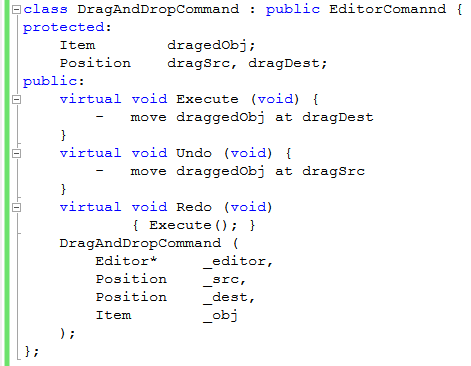 class DragAndDropCommand : public EditorComannd {
protected:
    Item         dragedObj;
    Position     dragSrc, dragDest;
public:
    virtual void Execute (void) {
        -   move draggedObj at dragDest
    }
    virtual void Undo (void) {
        -   move draggedObj at dragSrc
    }
    virtual void Redo (void)
            { Execute(); }
    DragAndDropCommand (
        Editor*     _editor,
        Position    _src,
        Position    _dest,
        Item        _obj
    );
};